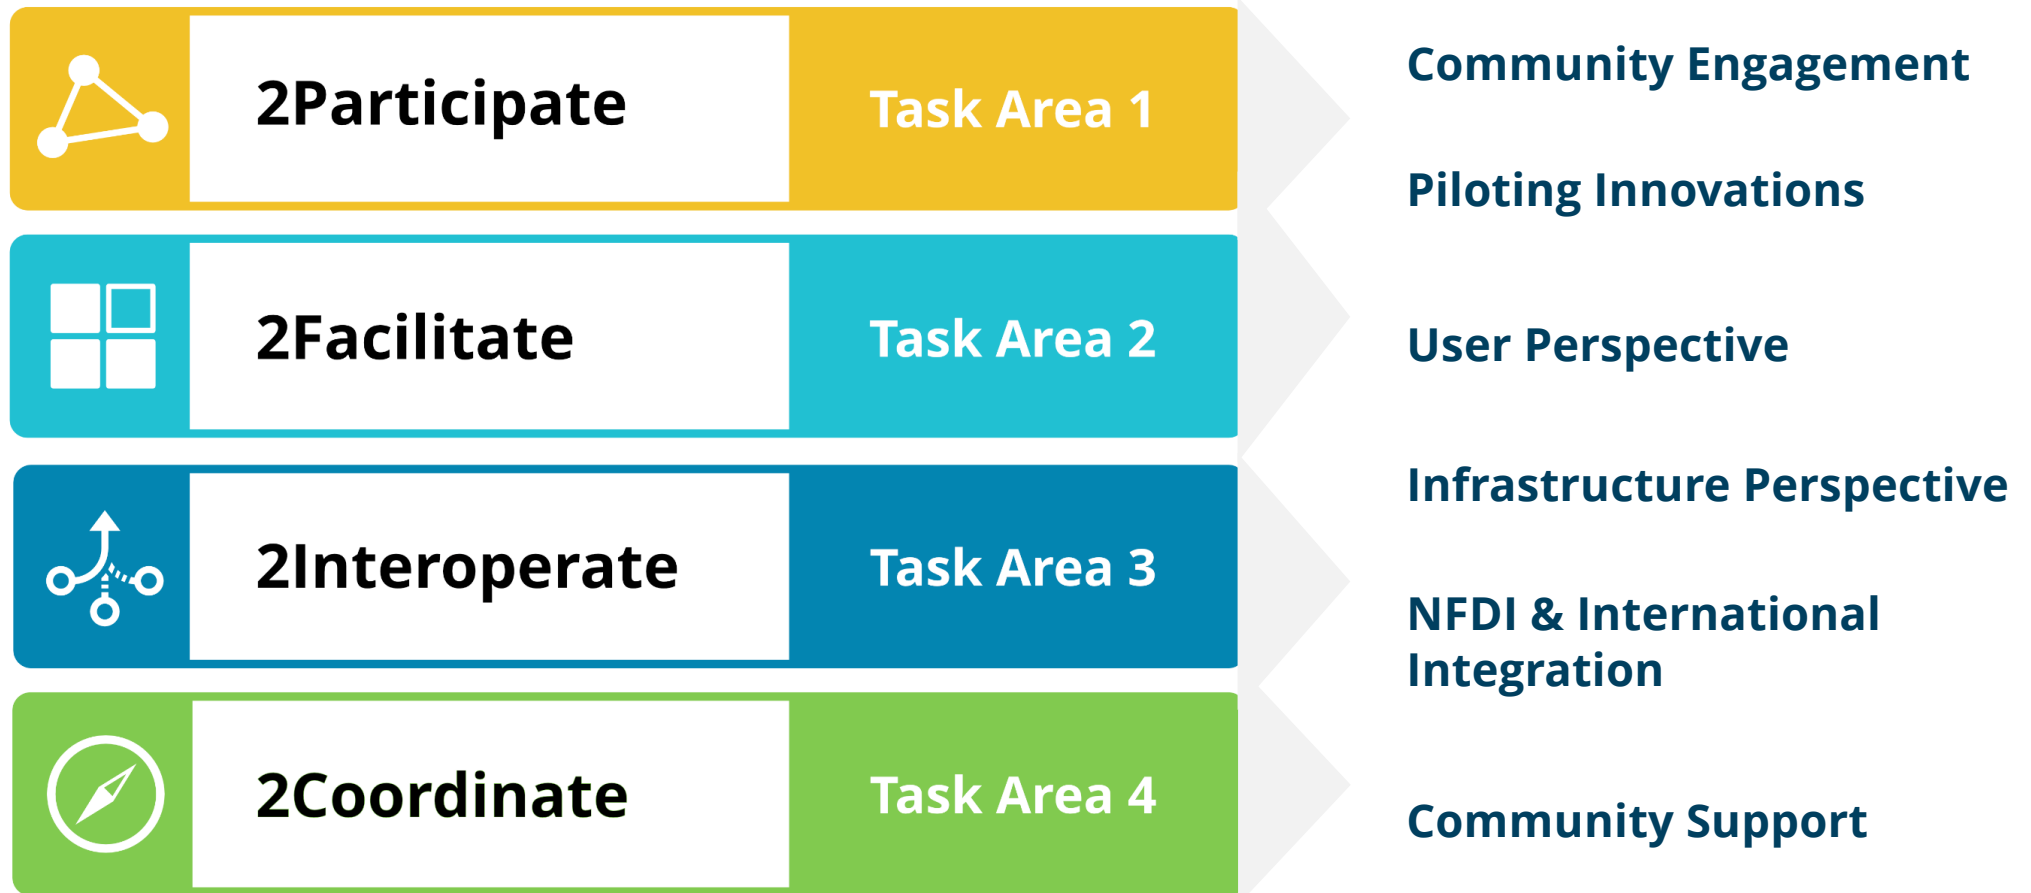 2Participate
Task Area 1
Community Engagement
Piloting Innovations
2Facilitate
Task Area 2
User Perspective
Infrastructure Perspective
2Interoperate
Task Area 3
NFDI & International
Integration
2Coordinate
Task Area 4
Community Support